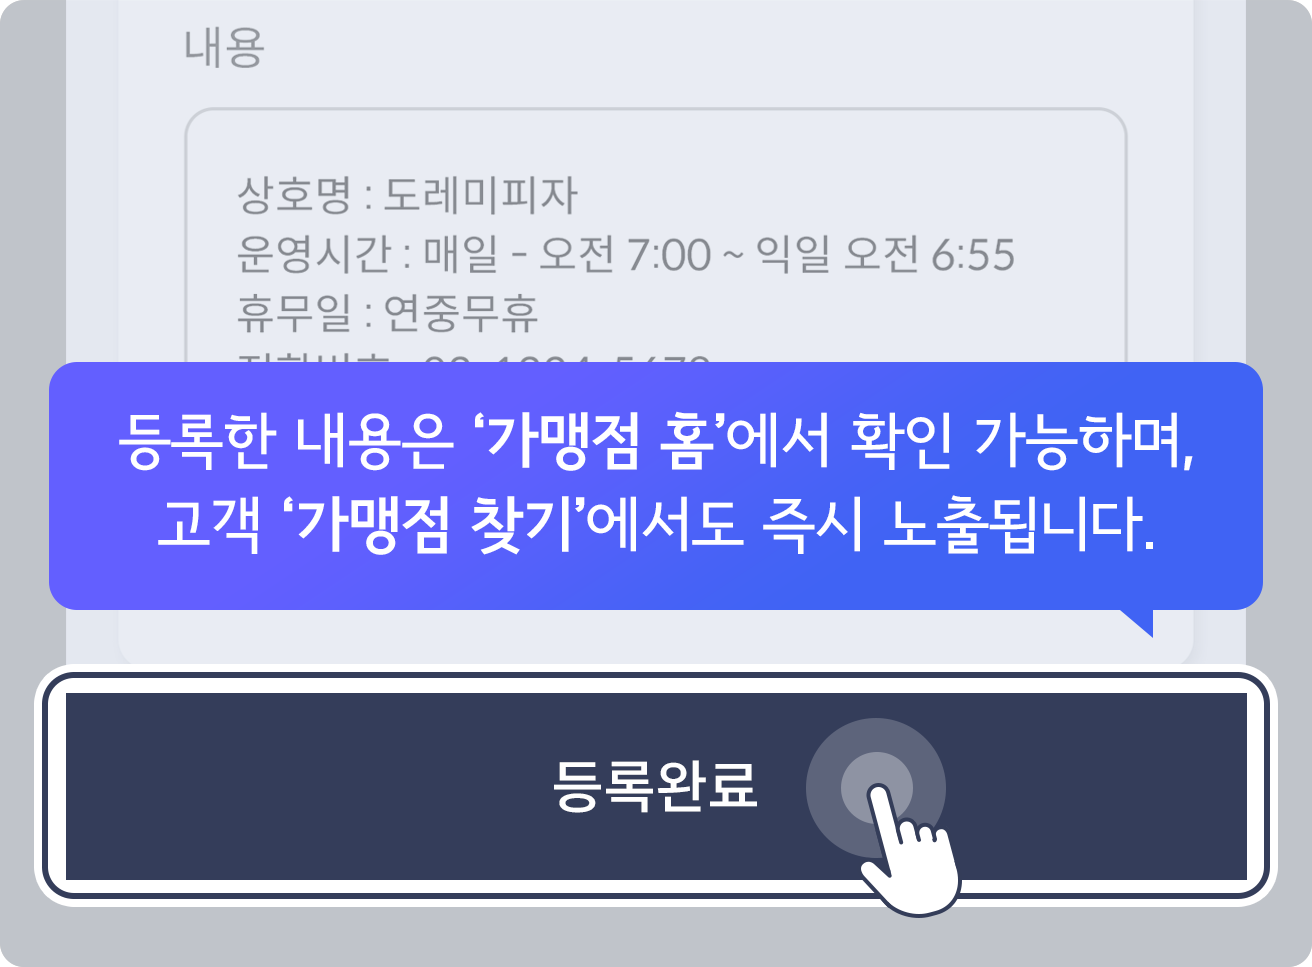 내용
상호명 : 도레미피자
운영시간 : 매일 - 오전 7:00 ~ 익일 오전 6:55
휴무일 : 연중무휴
등록한 내용은 ‘가맹점 홈’에서 확인 가능하며,
고객 ‘가맹점 찾기’에서도 즉시 노출됩니다.
등록완료